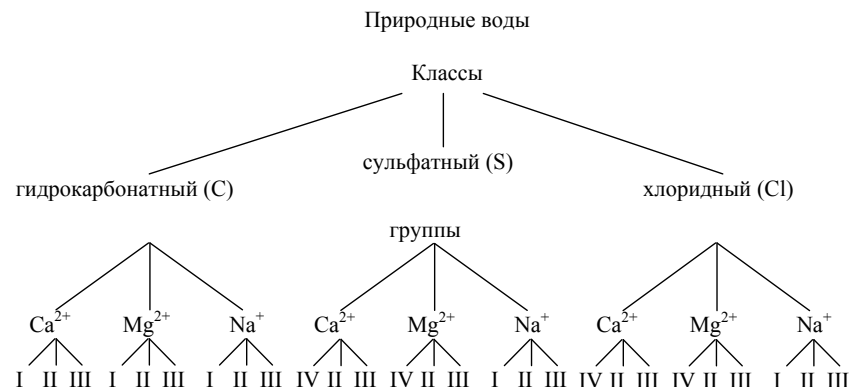 Природные воды
Классы
сульфатный (S)
гидрокарбонатный (C) хлоридный (Cl)
группы
Ca²⁺ Mg²⁺ Na⁺ Ca²⁺ Mg²⁺ Na⁺ Ca²⁺ Mg²⁺ Na⁺
I II III I II III I II III IV II III IV II III I II III IV II III IV II III I II III